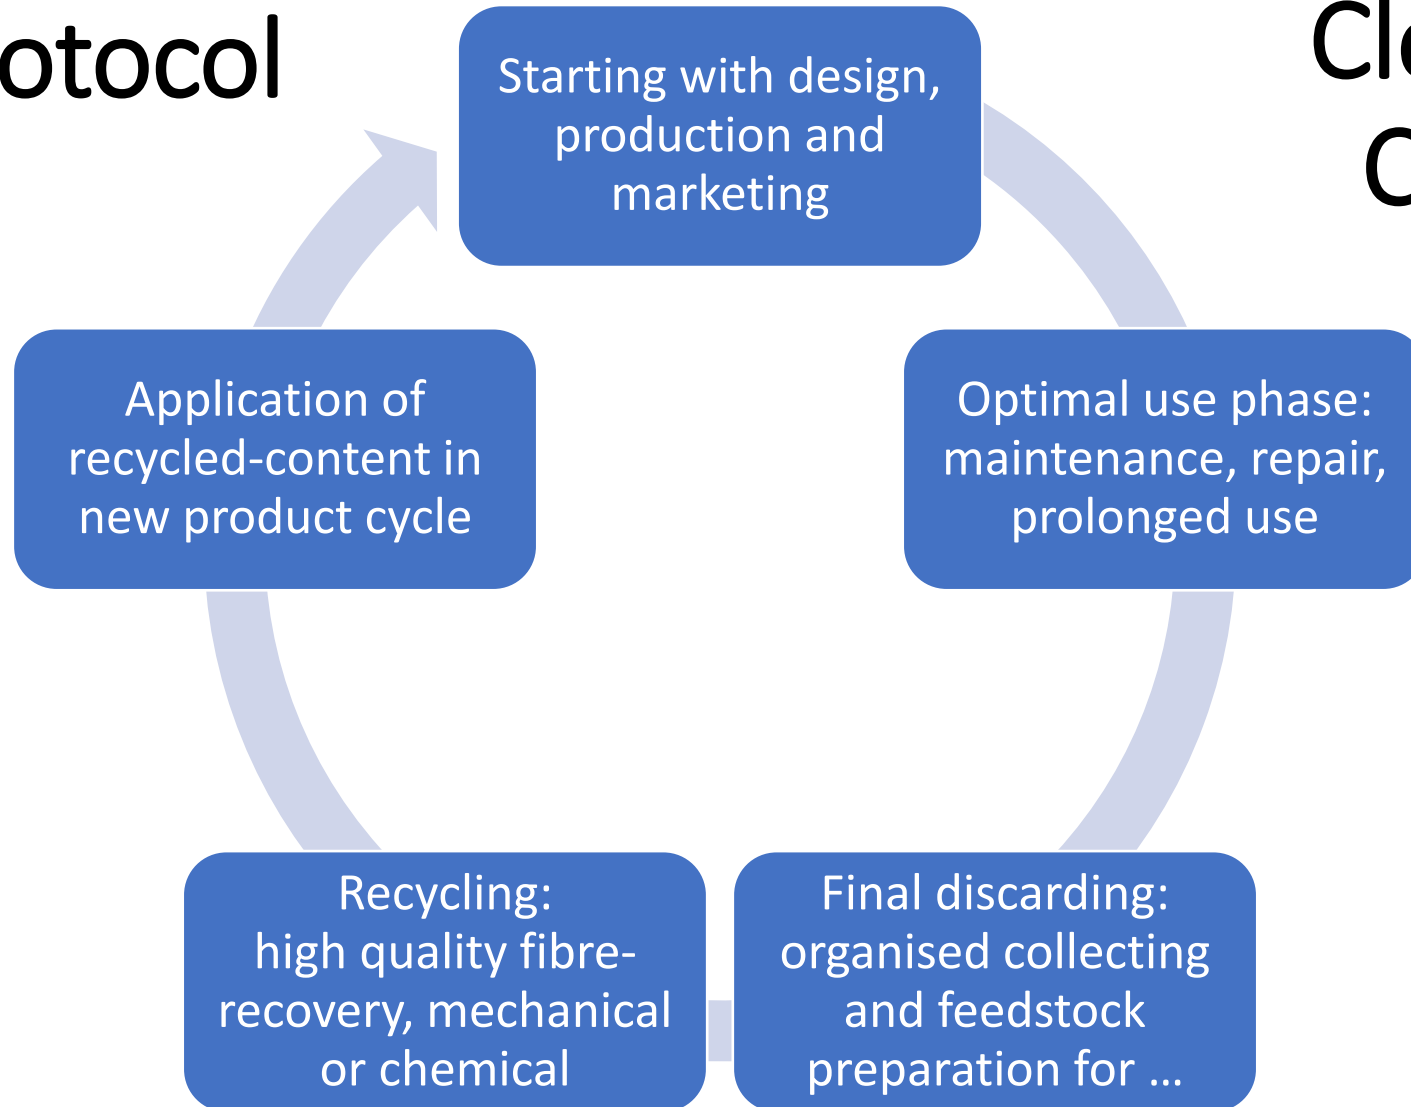 Starting with design,
production and
marketing
Optimal use phase:
maintenance, repair,
prolonged use
Final discarding:
organised collecting
and feedstock
preparation for ...
Recycling:
high quality fibre-
recovery, mechanical
or chemical
Application of
recycled-content in
new product cycle